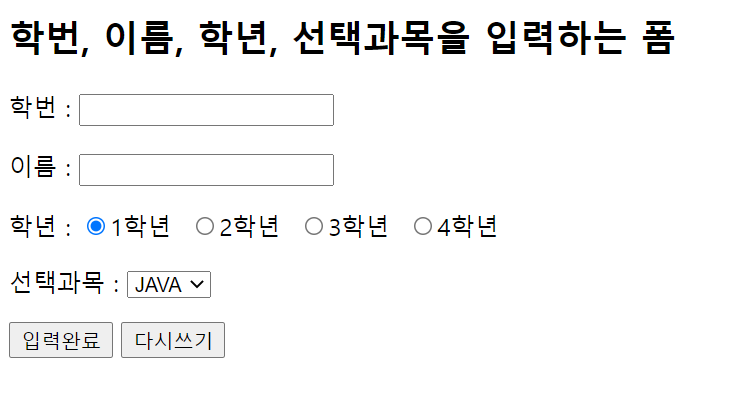 학번, 이름, 학년, 선택과목을 입력하는 폼
학번 :
이름 :
학년 : 1학년 2학년 3학년 4학년
선택과목 : JAVA
입력완료 다시쓰기